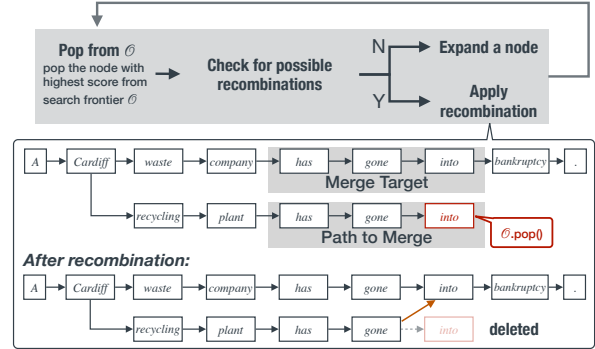 Pop from 𝒪
pop the node with
highest score from
search frontier 𝒪
Check for possible
recombinations
N
Expand a node
Y
Apply
recombination
A Cardiff waste company has gone into bankruptcy .
Merge Target
recycling plant has gone into
Path to Merge
𝒪.pop()
After recombination:
A Cardiff waste company has gone into bankruptcy .
recycling plant has gone into deleted